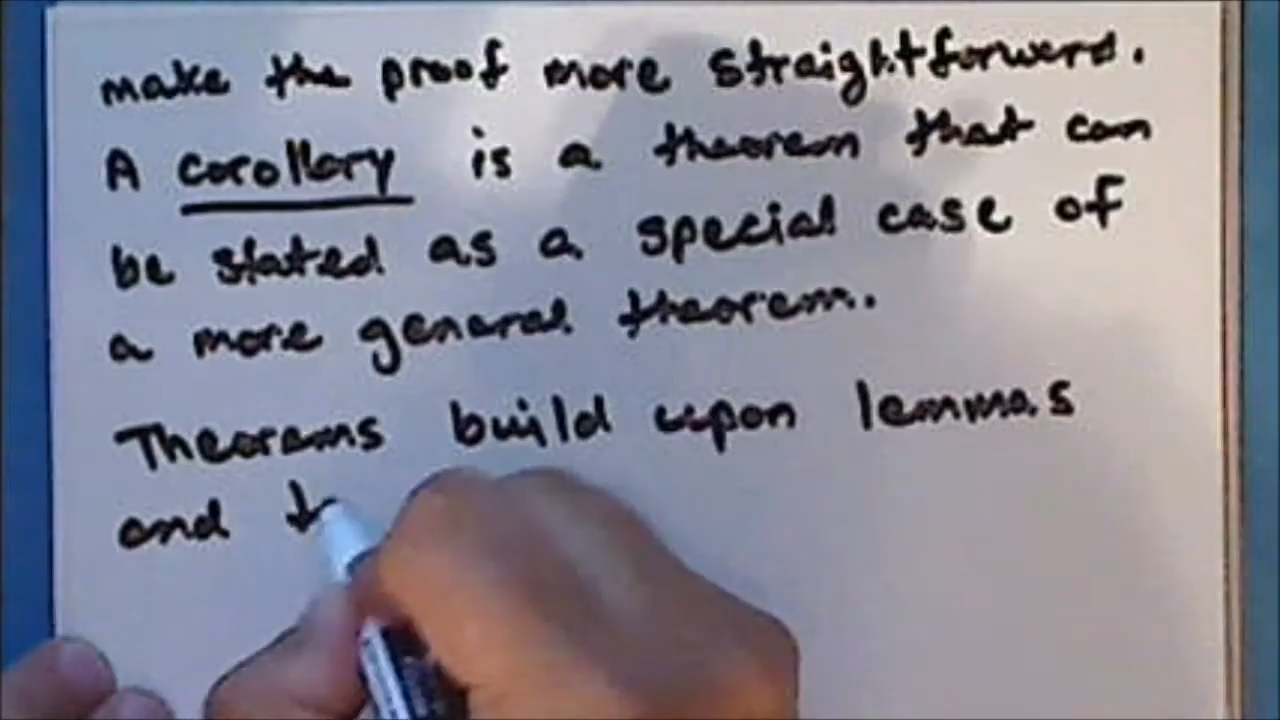 make the proof more straightforward.
A corollary is a theorem that can
be stated as a special case of
a more general theorem.
Theorems build upon lemmas
and